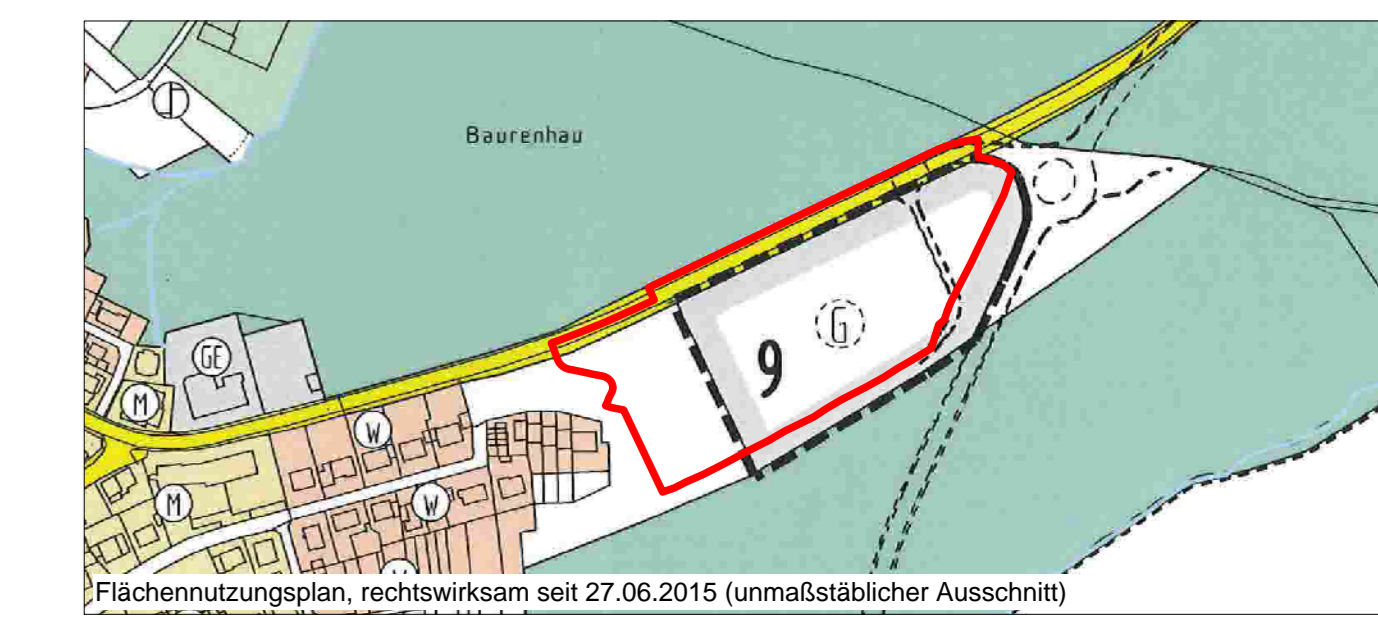 Baurenhau
GE
M
W
M
W
9
G
Flächennutzungsplan, rechtswirksam seit 27.06.2015 (unmaßstäblicher Ausschnitt)